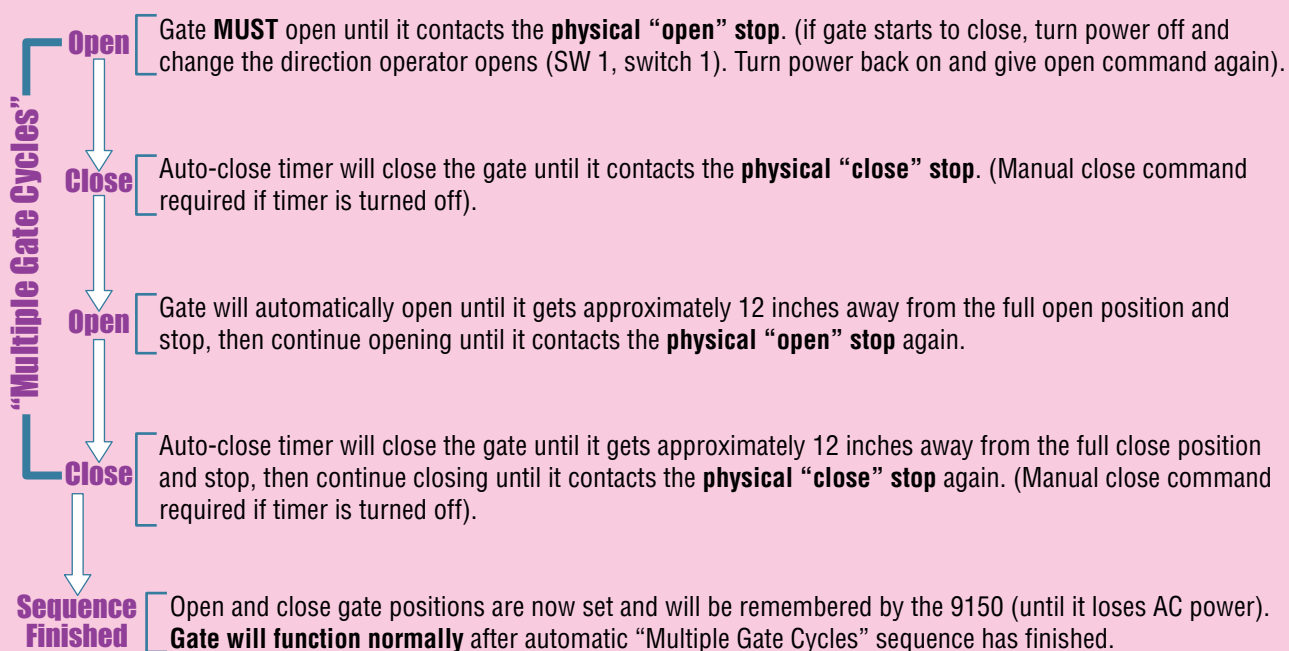 "Multiple Gate Cycles"
Open
Gate MUST open until it contacts the physical "open" stop. (if gate starts to close, turn power off and
change the direction operator opens (SW 1, switch 1). Turn power back on and give open command again).
Close
Auto-close timer will close the gate until it contacts the physical "close" stop. (Manual close command
required if timer is turned off).
Open
Gate will automatically open until it gets approximately 12 inches away from the full open position and
stop, then continue opening until it contacts the physical "open" stop again.
Close
Auto-close timer will close the gate until it gets approximately 12 inches away from the full close position
and stop, then continue closing until it contacts the physical "close" stop again. (Manual close command
required if timer is turned off).
Sequence
Finished
Open and close gate positions are now set and will be remembered by the 9150 (until it loses AC power).
Gate will function normally after automatic "Multiple Gate Cycles" sequence has finished.